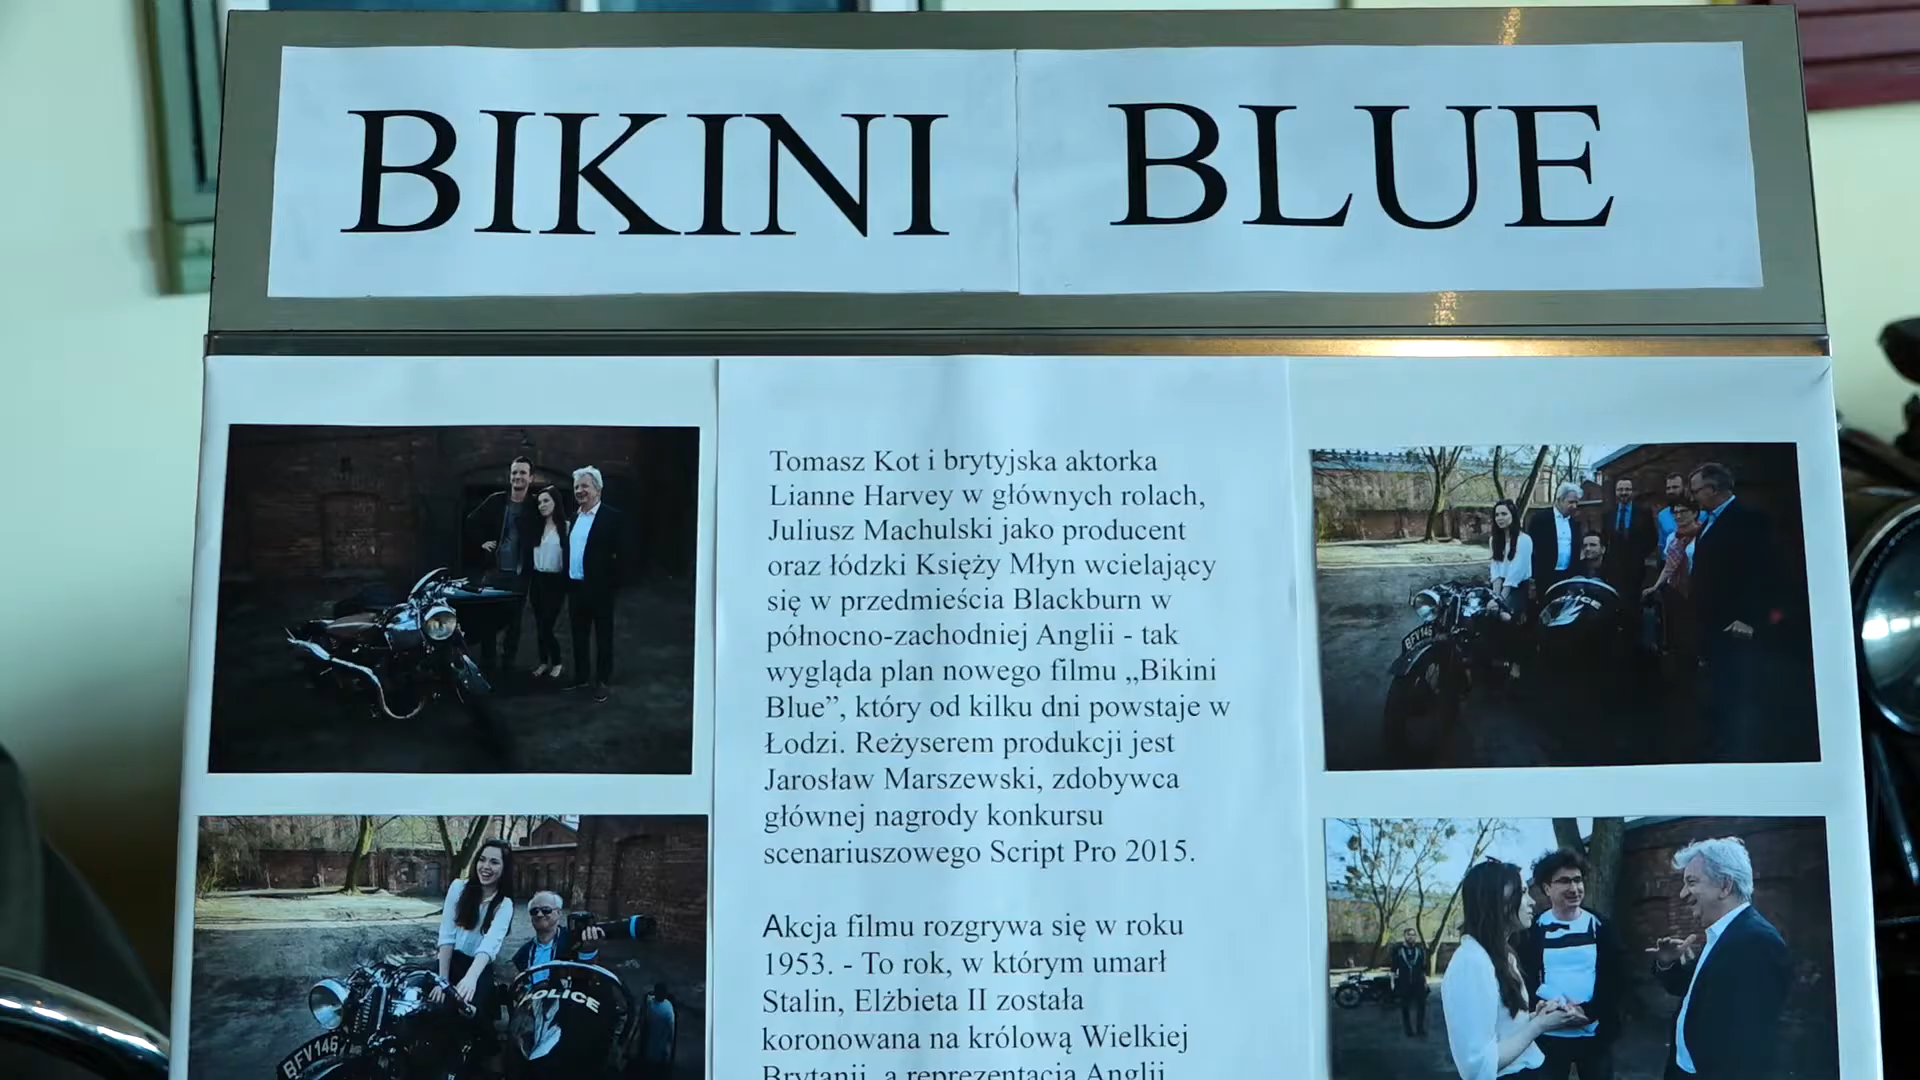 BIKINI BLUE
Tomasz Kot i brytyjska aktorka
Lianne Harvey w głównych rolach,
Juliusz Machulski jako producent
oraz łódzki Księży Młyn wcielający
się w przedmieścia Blackburn w
północno-zachodniej Anglii - tak
wygląda plan nowego filmu „Bikini
Blue”, który od kilku dni powstaje w
Łodzi. Reżyserem produkcji jest
Jarosław Marszewski, zdobywca
głównej nagrody konkursu
scenariuszowego Script Pro 2015.
Akcja filmu rozgrywa się w roku
1953. - To rok, w którym umarł
Stalin, Elżbieta II została
koronowana na królową Wielkiej
Brytanii, a reprezentacja Anglii
POLICE
BFV146
POLICE
BFV146